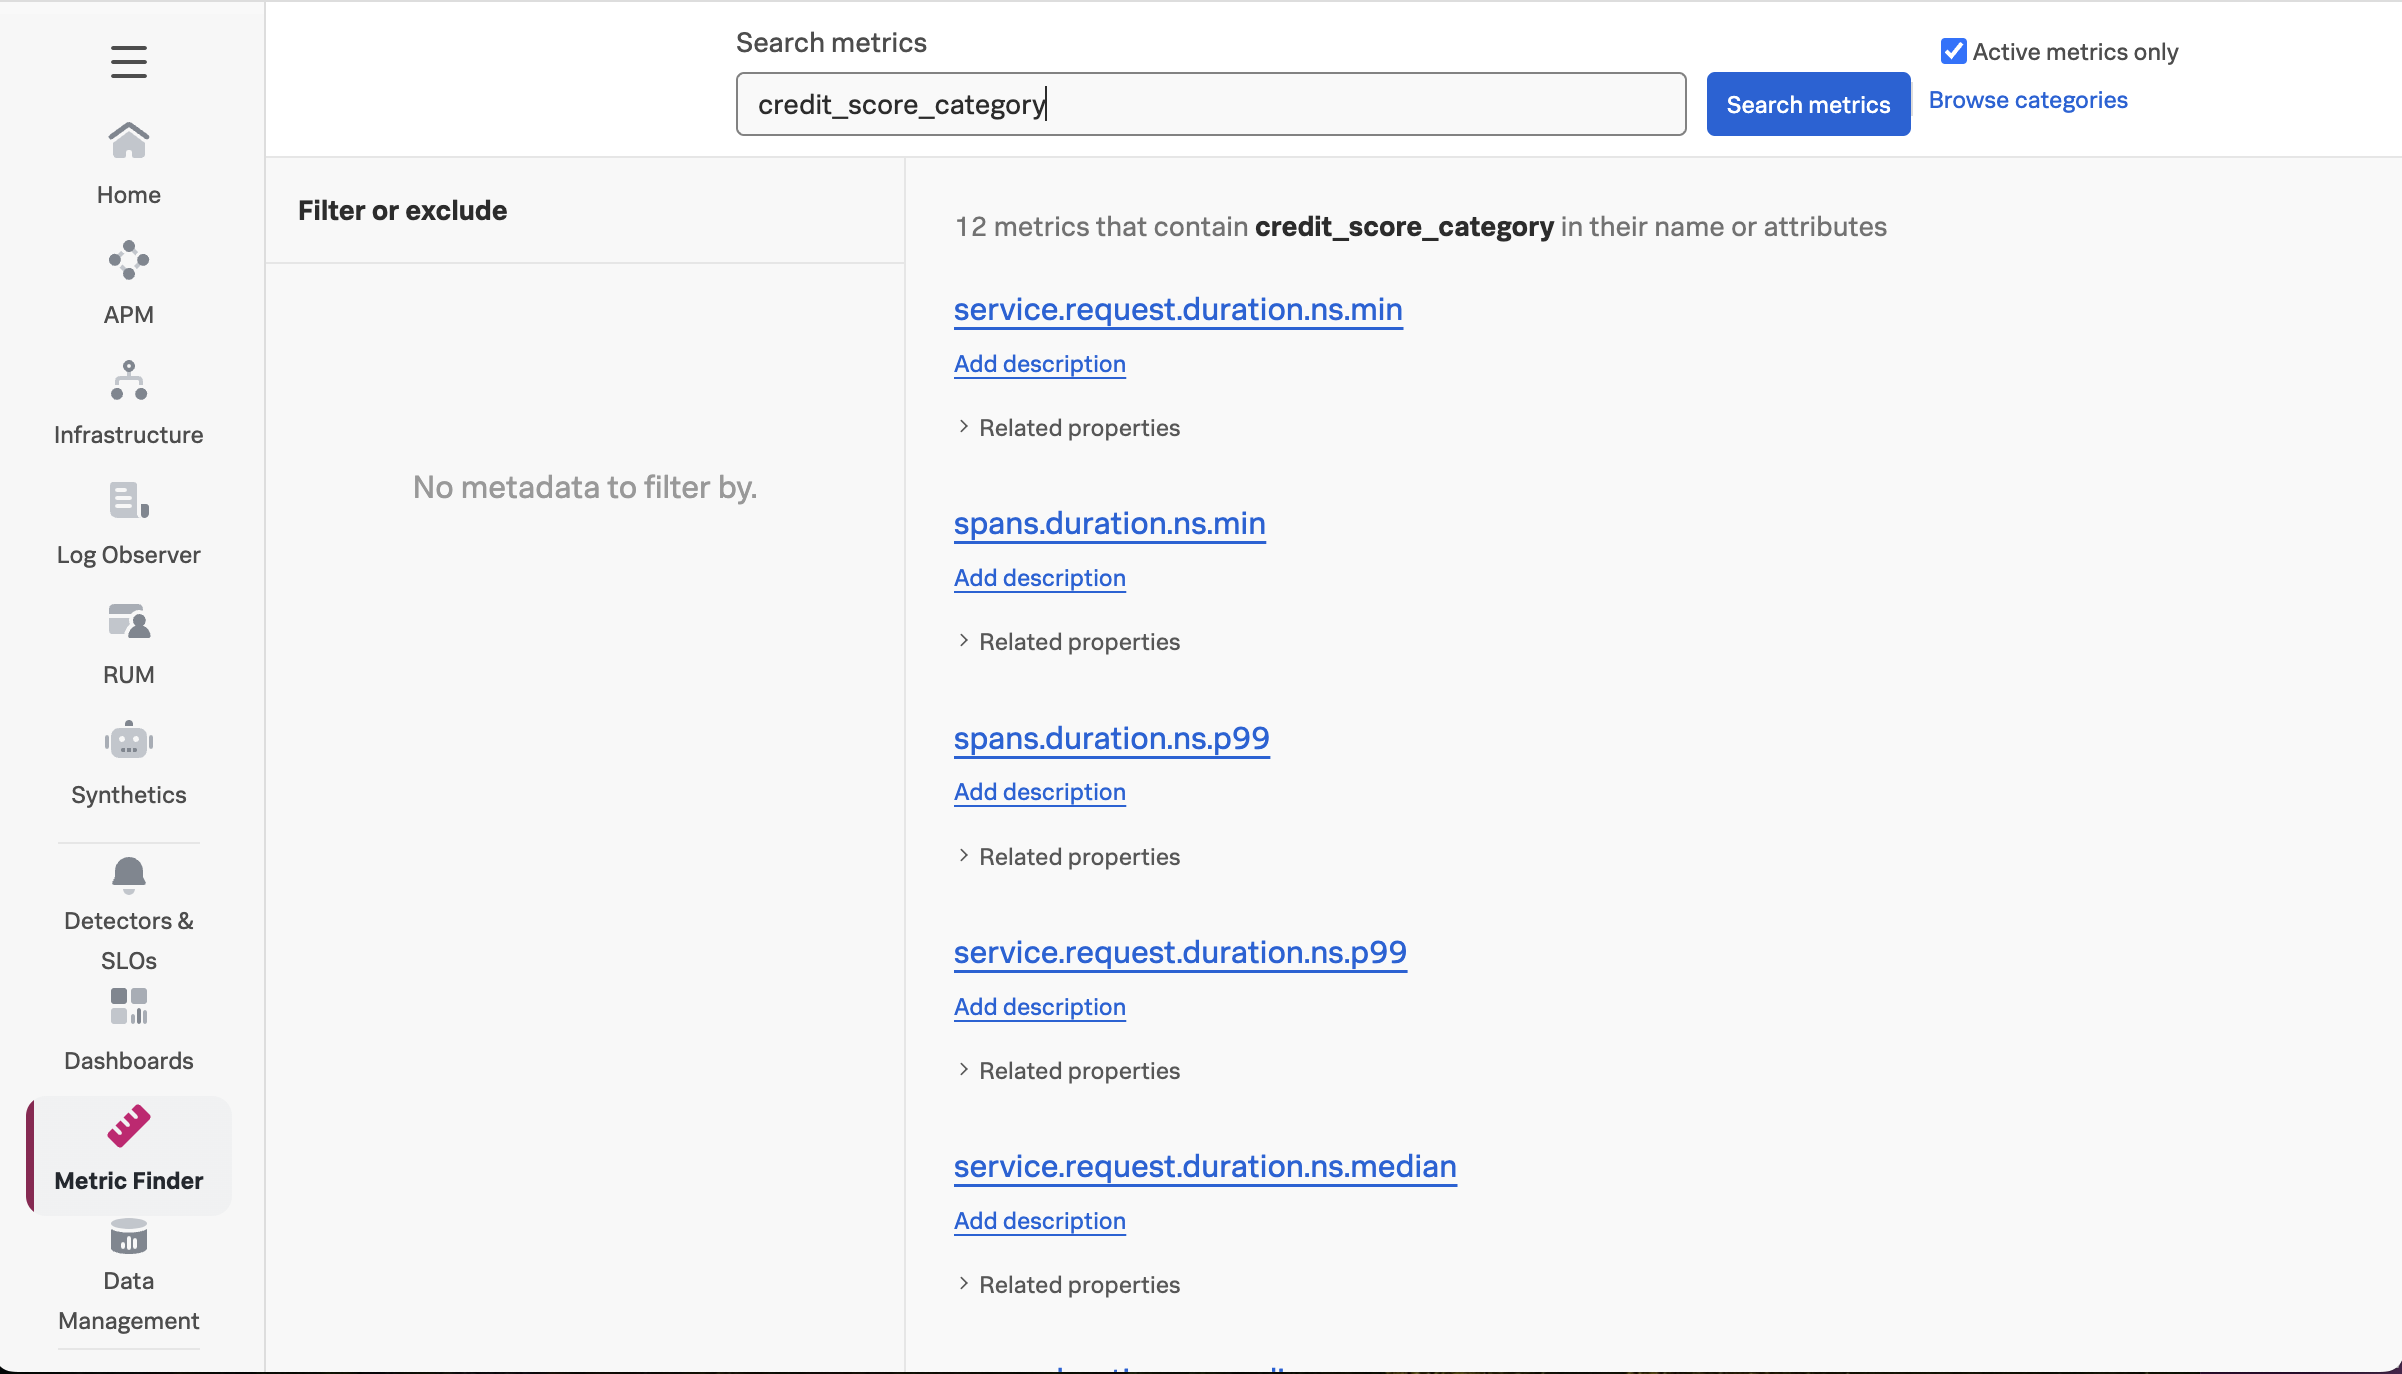 Home
APM
Infrastructure
Log Observer
RUM
Synthetics
Detectors &
SLOs
Dashboards
Metric Finder
Data
Management
Search metrics
credit_score_category
Search metrics
Active metrics only
Browse categories
Filter or exclude
No metadata to filter by.
12 metrics that contain credit_score_category in their name or attributes
service.request.duration.ns.min
Add description
Related properties
spans.duration.ns.min
Add description
Related properties
spans.duration.ns.p99
Add description
Related properties
service.request.duration.ns.p99
Add description
Related properties
service.request.duration.ns.median
Add description
Related properties